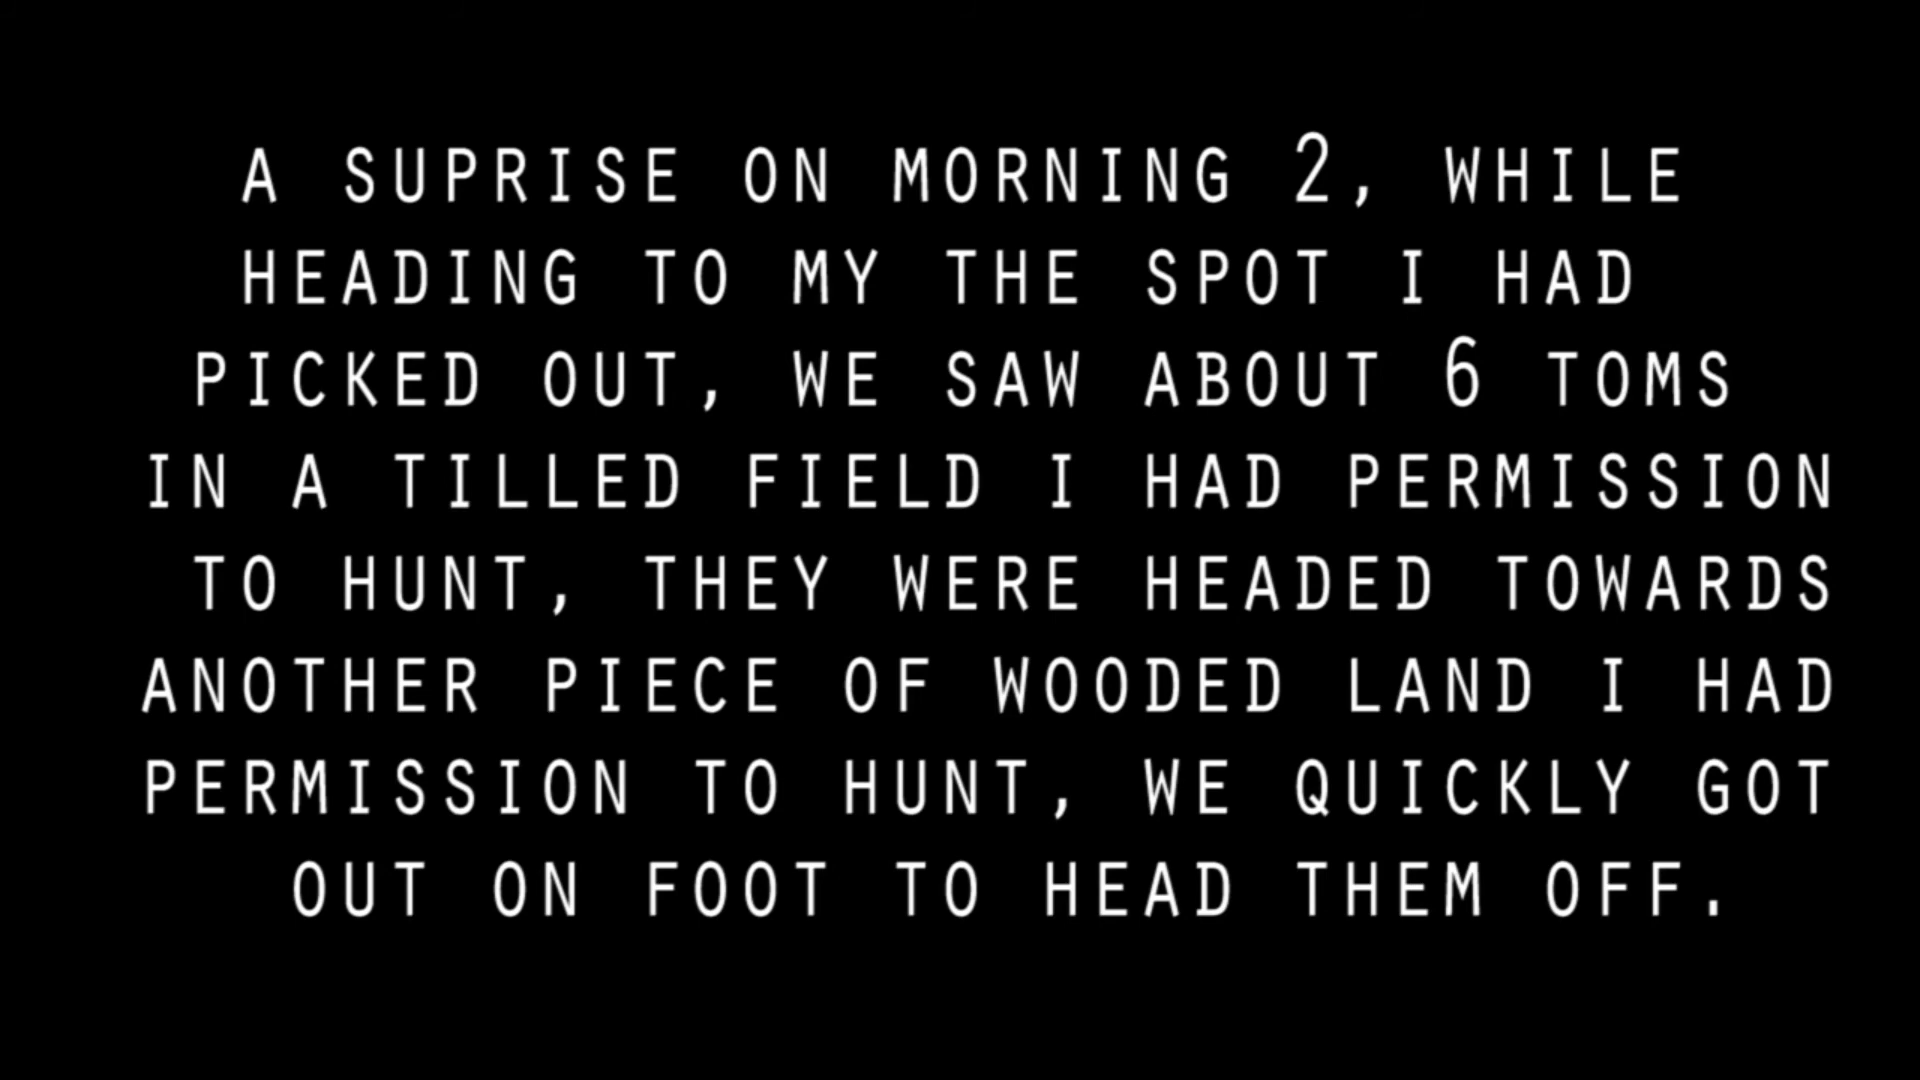 A SUPRISE ON MORNING 2, WHILE
HEADING TO MY THE SPOT I HAD
PICKED OUT, WE SAW ABOUT 6 TOMS
IN A TILLED FIELD I HAD PERMISSION
TO HUNT, THEY WERE HEADED TOWARDS
ANOTHER PIECE OF WOODED LAND I HAD
PERMISSION TO HUNT, WE QUICKLY GOT
OUT ON FOOT TO HEAD THEM OFF.